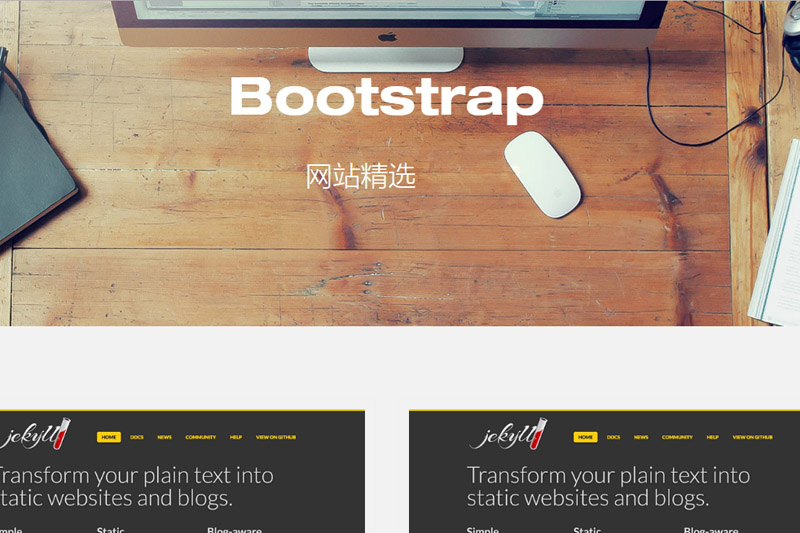 Bootstrap
网站精选
jekyll
HOME DOCS NEWS COMMUNITY HELP VIEW ON GITHUB
Transform your plain text into
static websites and blogs.
Simple Static Blog-aware
jekyll
HOME DOCS NEWS COMMUNITY HELP VIEW ON GITHUB
Transform your plain text into
static websites and blogs.
Simple Static Blog-aware